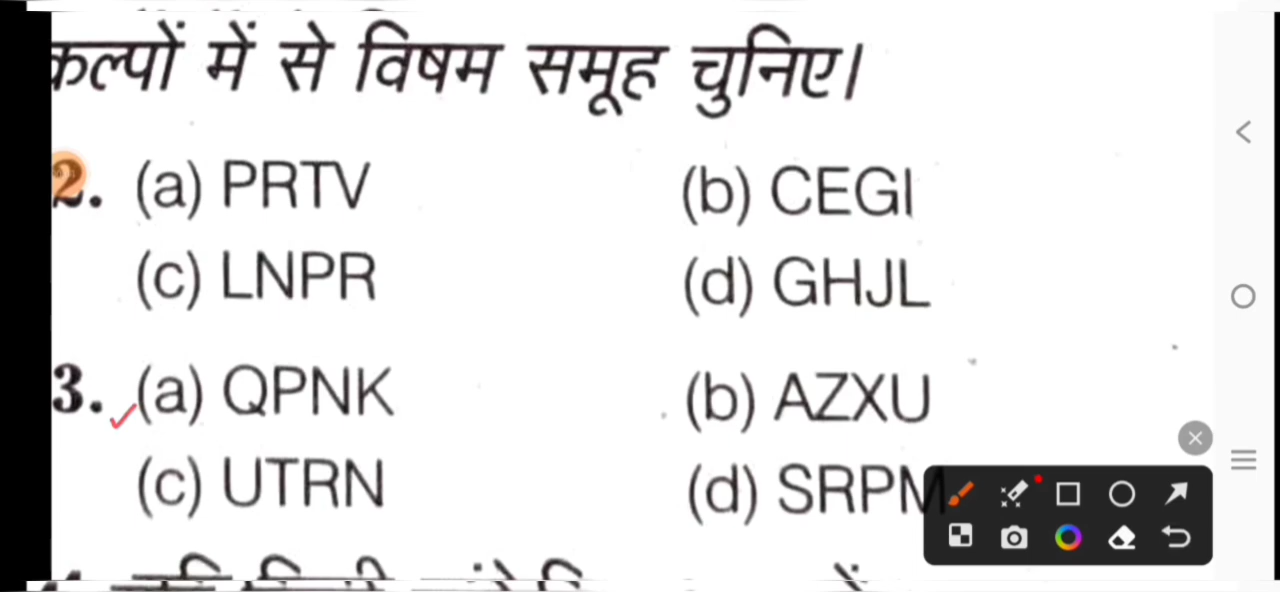 कल्पों में से विषम समूह चुनिए।
2. (a) PRTV (b) CEGI
(c) LNPR (d) GHJL
3. (a) QPNK (b) AZXU
(c) UTRN (d) SRPM